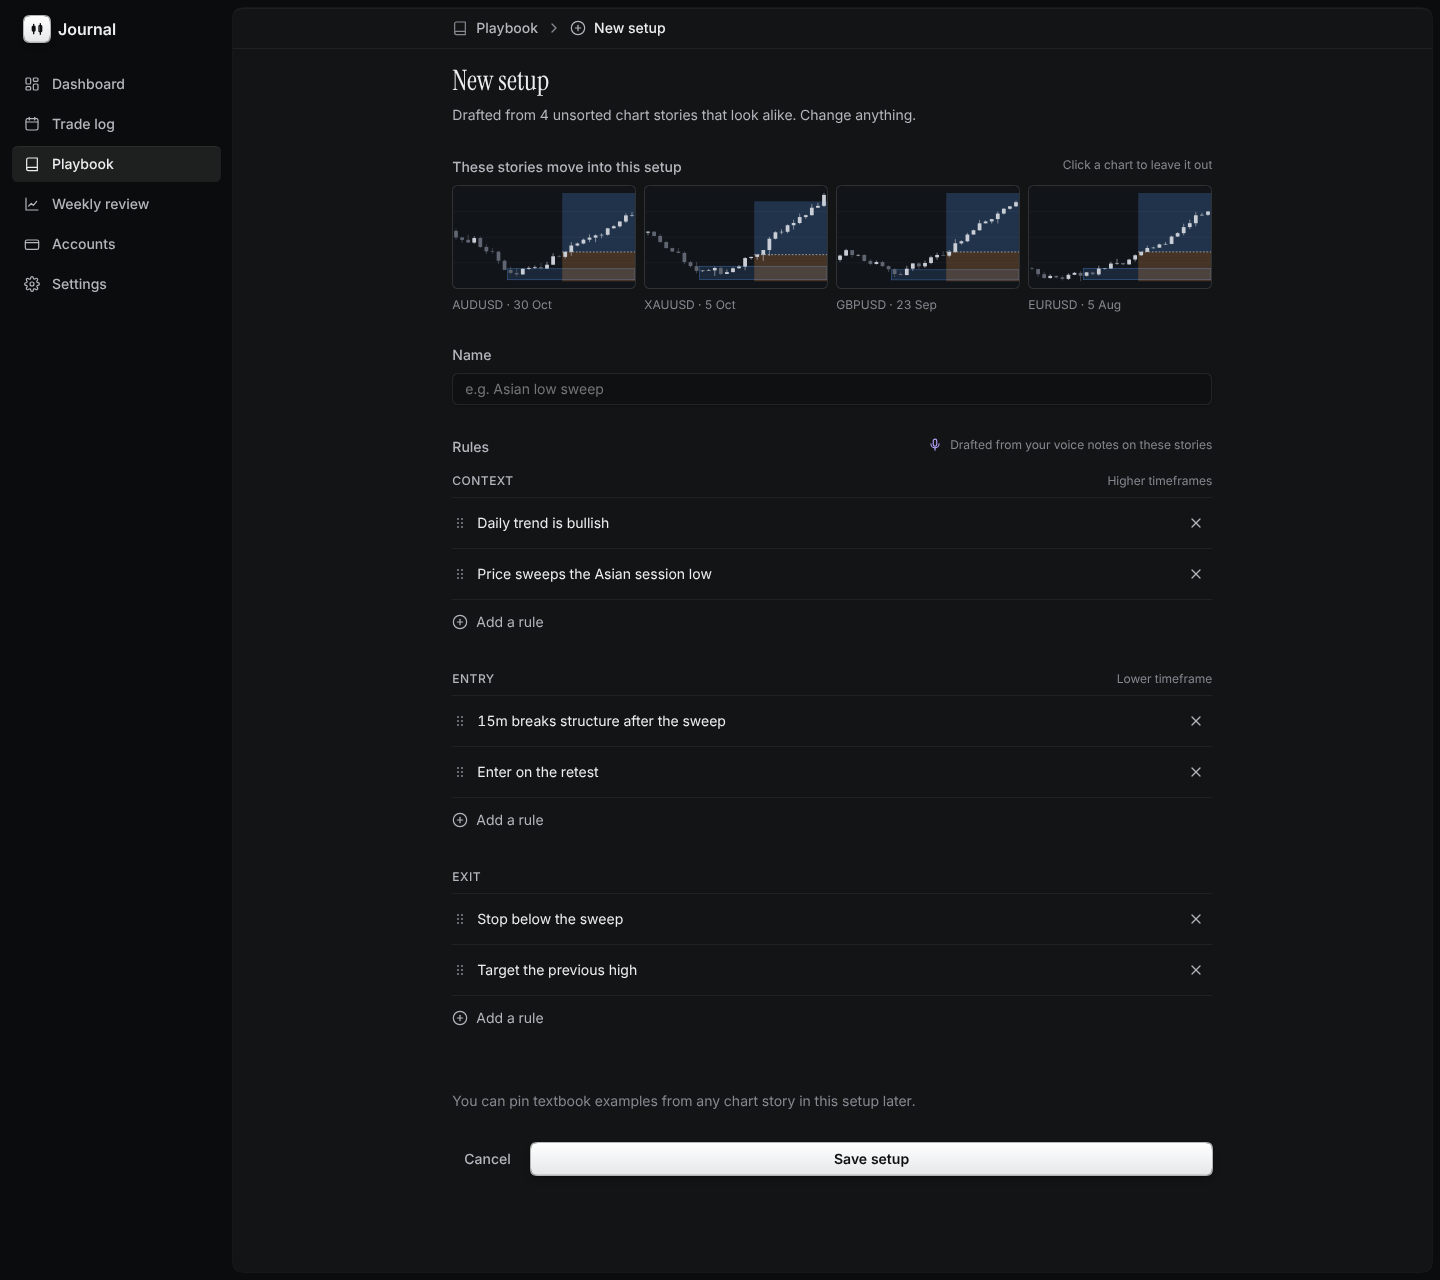 Journal
Dashboard
Trade log
Playbook
Weekly review
Accounts
Settings
Playbook
New setup
New setup
Drafted from 4 unsorted chart stories that look alike. Change anything.
These stories move into this setup
Click a chart to leave it out
AUDUSD · 30 Oct
XAUUSD · 5 Oct
GBPUSD · 23 Sep
EURUSD · 5 Aug
Name
e.g. Asian low sweep
Rules
Drafted from your voice notes on these stories
CONTEXT
Higher timeframes
Daily trend is bullish
Price sweeps the Asian session low
Add a rule
ENTRY
Lower timeframe
15m breaks structure after the sweep
Enter on the retest
Add a rule
EXIT
Stop below the sweep
Target the previous high
Add a rule
You can pin textbook examples from any chart story in this setup later.
Cancel
Save setup